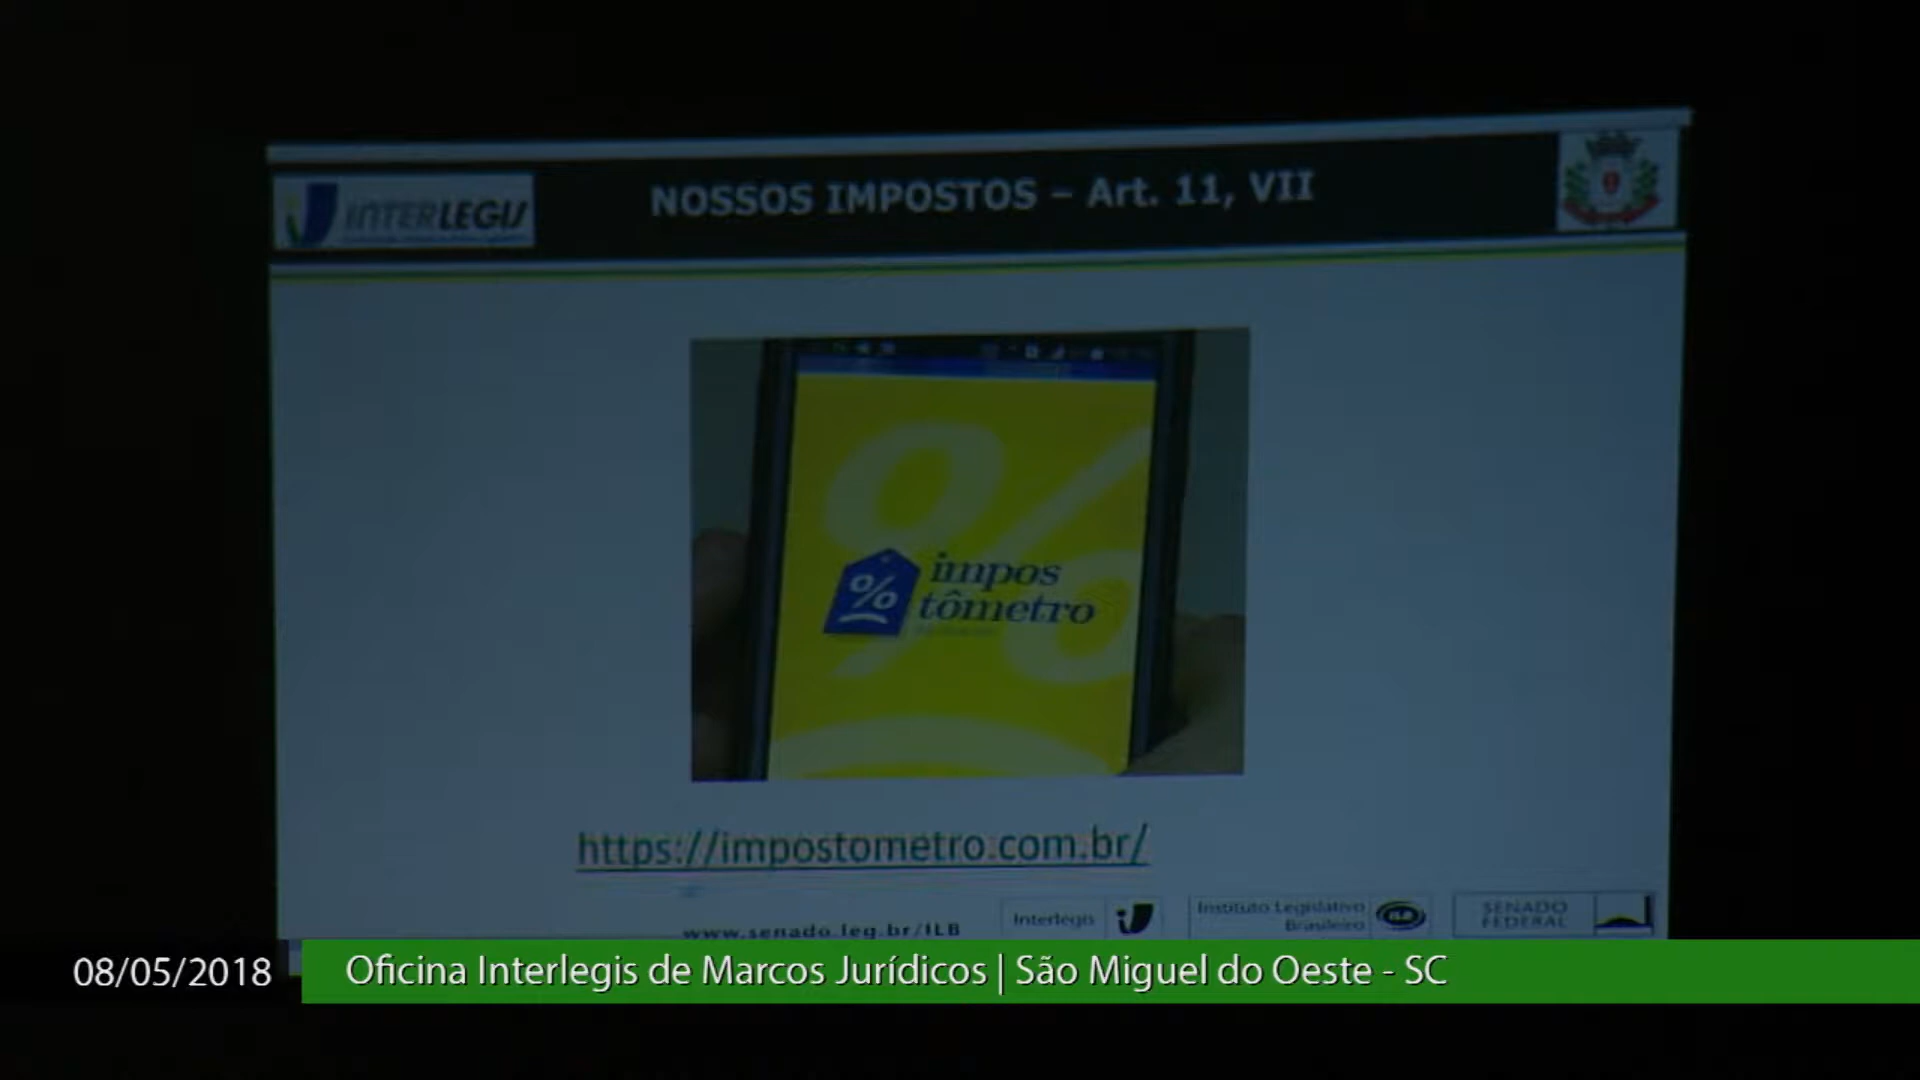 INTERLEGIS
NOSSOS IMPOSTOS – Art. 11, VII
%
impos
tômetro
https://impostometro.com.br/
www.senado.leg.br/ILB
Interlegis
Instituto Legislativo
Brasileiro
SENADO
FEDERAL
08/05/2018
Oficina Interlegis de Marcos Jurídicos | São Miguel do Oeste - SC